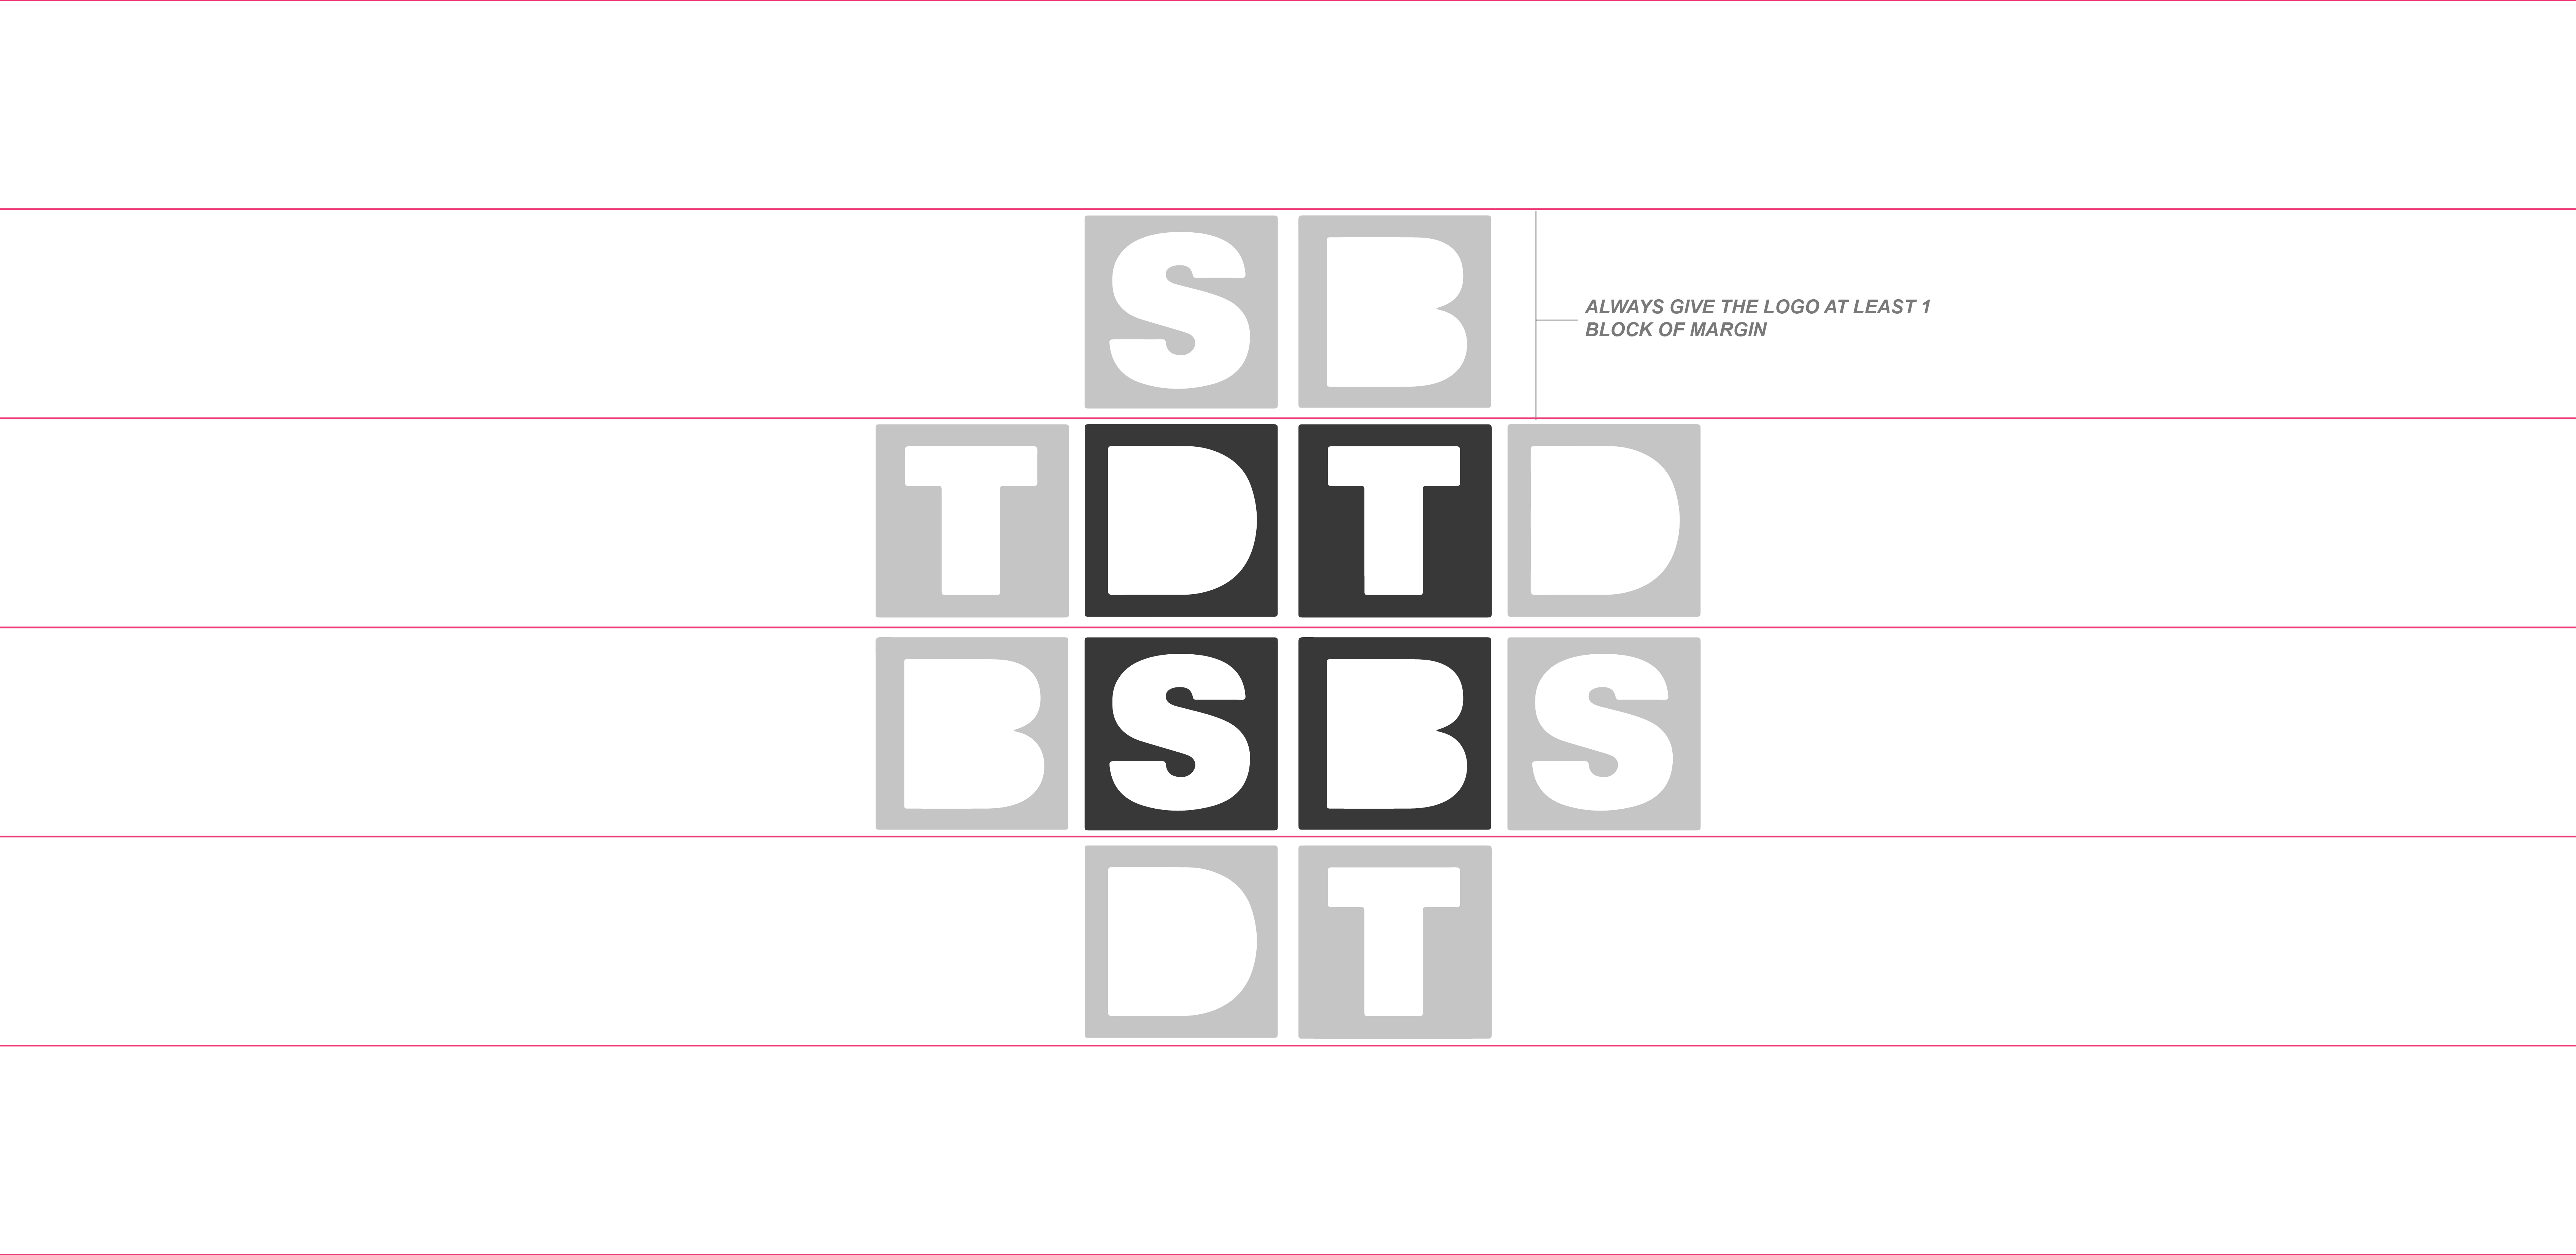 S B
ALWAYS GIVE THE LOGO AT LEAST 1
BLOCK OF MARGIN
T D T D
B S B S
D T